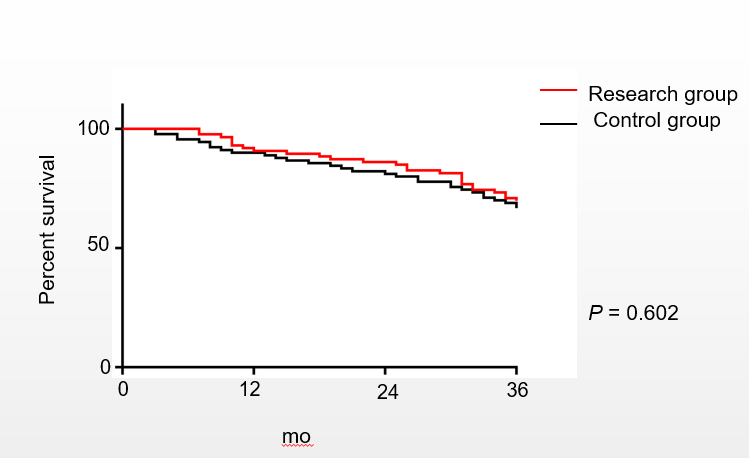 Research group
Control group
100
50
0
Percent survival
0 12 24 36
mo
P = 0.602